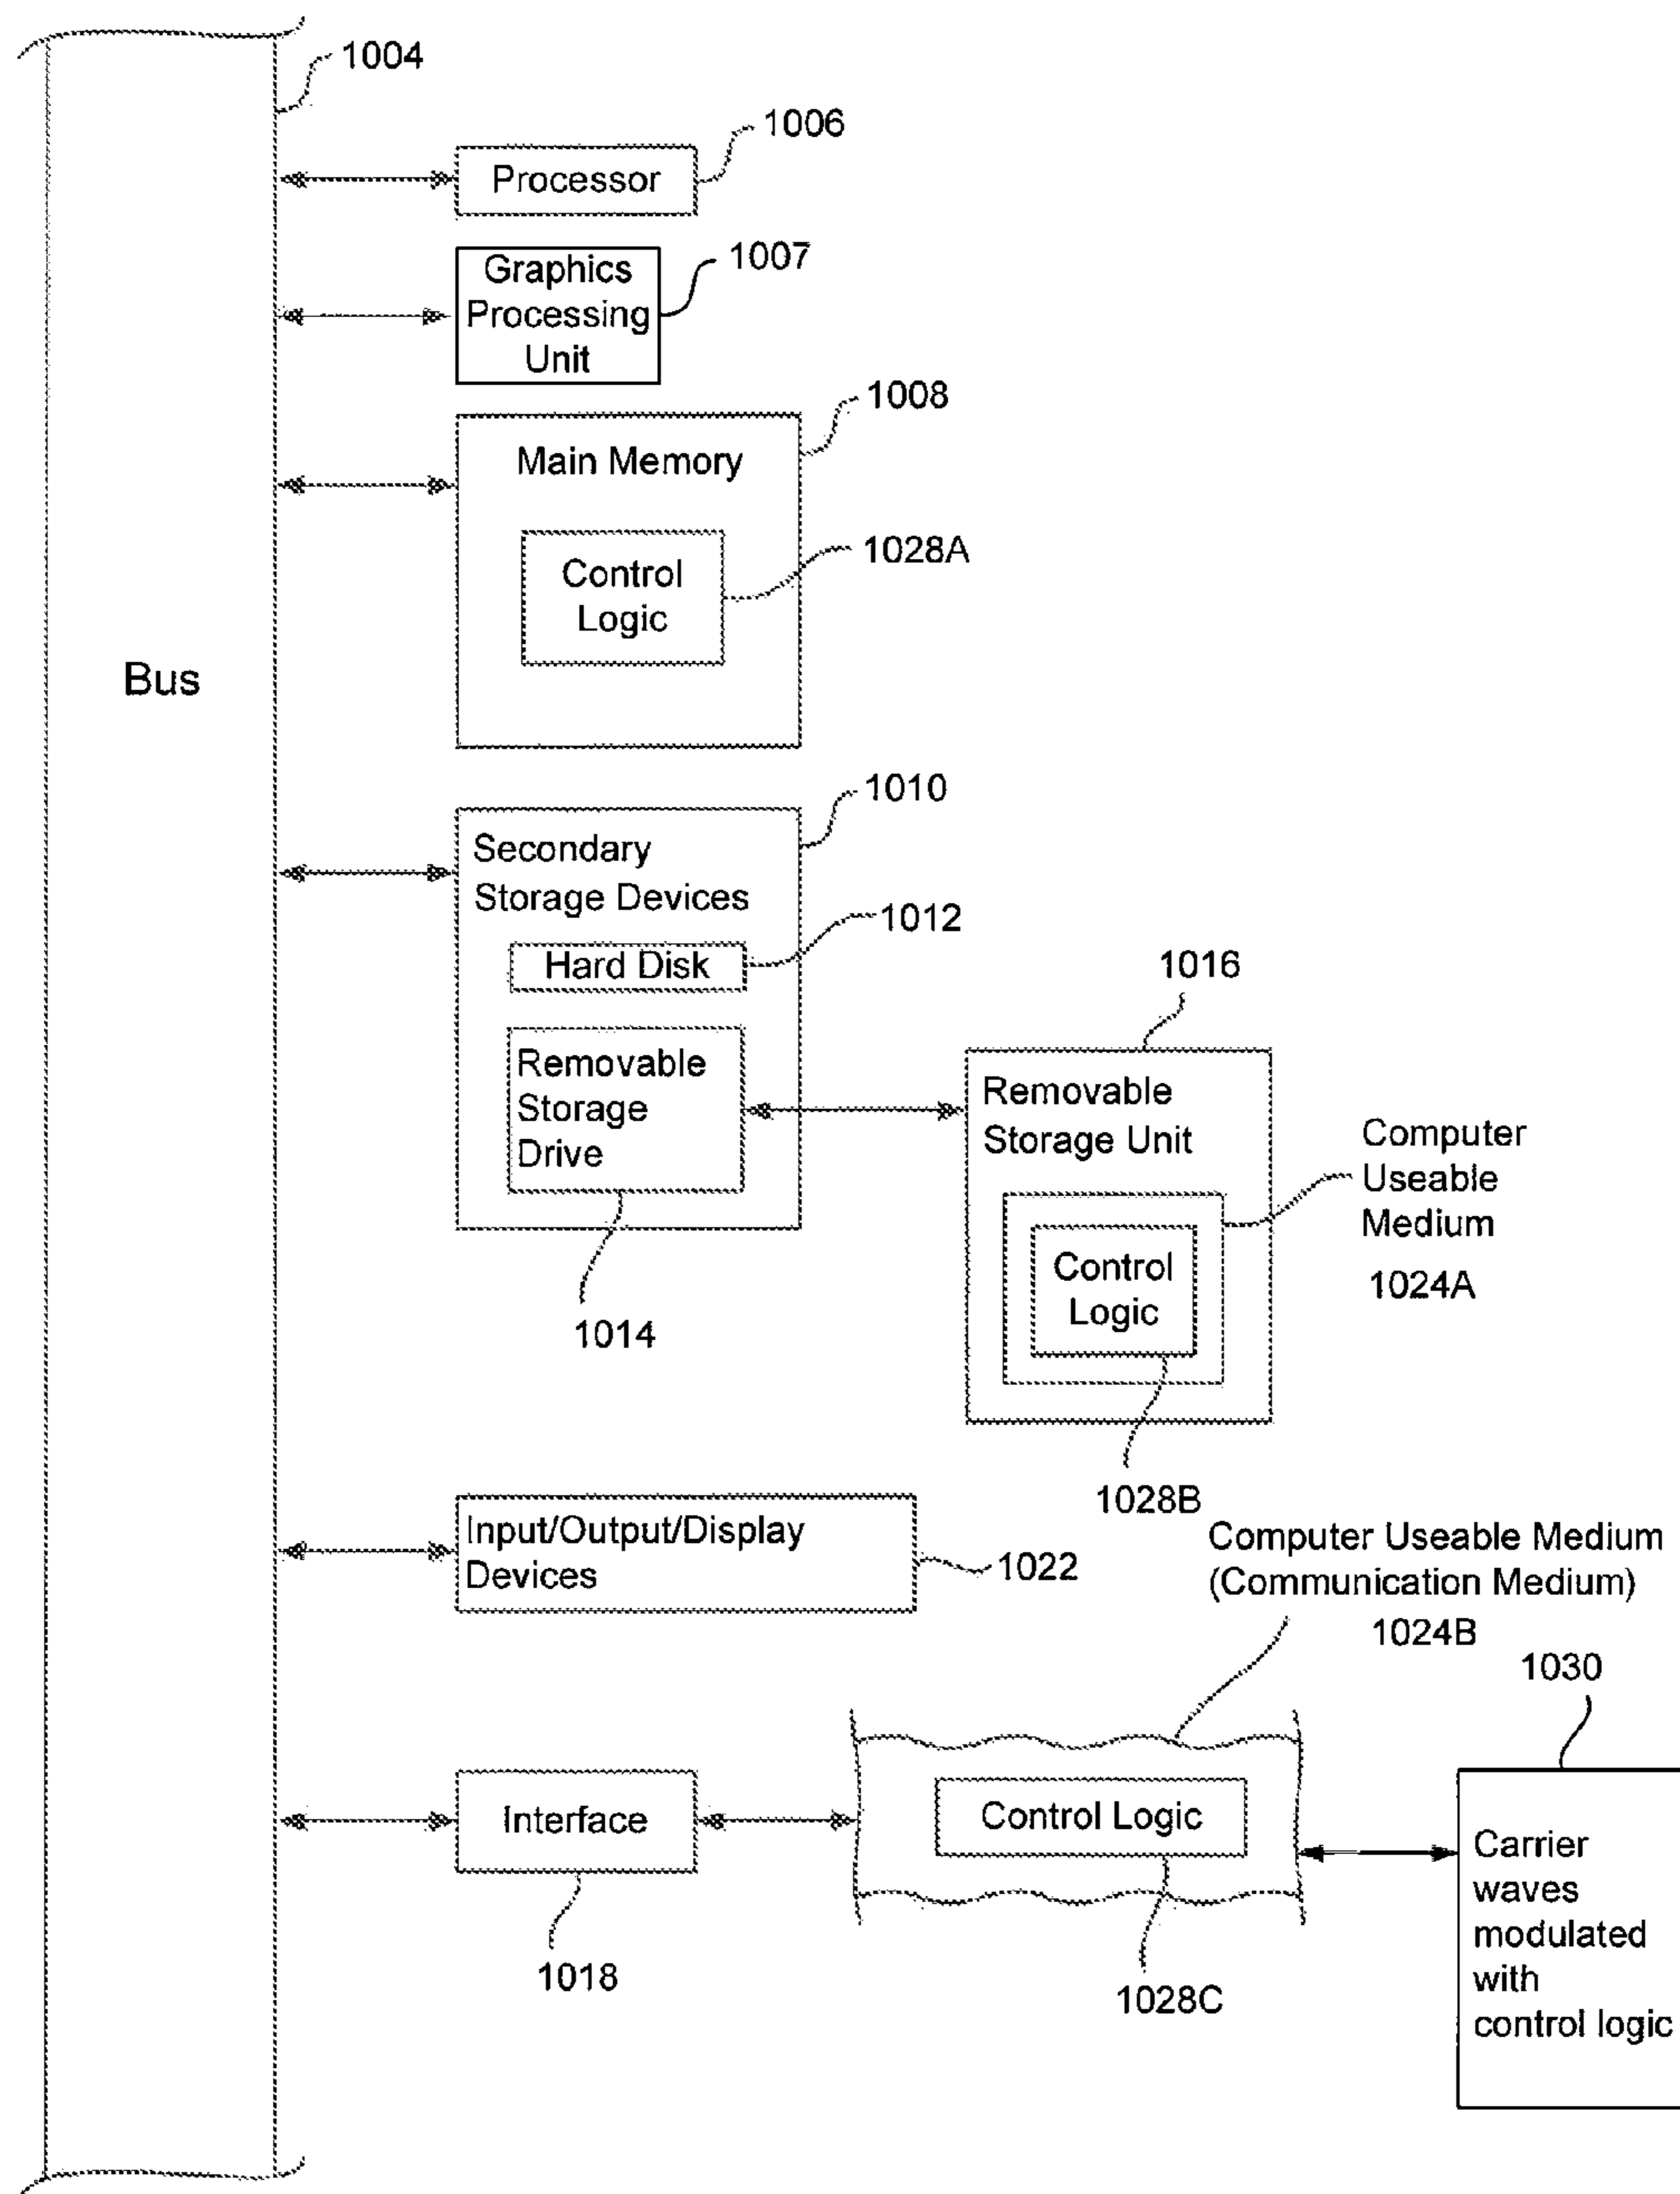 1004
1006
Processor
1007
Graphics
Processing
Unit
1008
Main Memory
1028A
Control
Logic
Bus
1010
Secondary
Storage Devices
1012
Hard Disk
1016
Removable
Storage
Drive
Removable
Storage Unit
Computer
Useable
Medium
1024A
Control
Logic
1014
1028B
Input/Output/Display
Devices
1022
Computer Useable Medium
(Communication Medium)
1024B
1030
Interface
Control Logic
Carrier
waves
modulated
with
control logic
1018
1028C